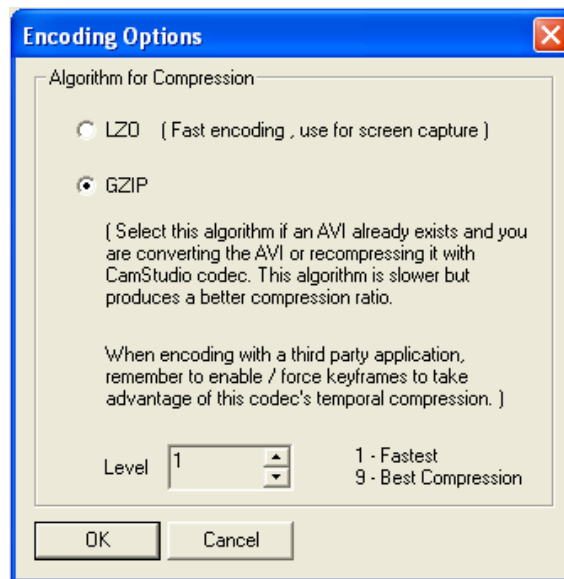 Encoding Options
Algorithm for Compression
LZO ( Fast encoding , use for screen capture )
GZIP
( Select this algorithm if an AVI already exists and you
are converting the AVI or recompressing it with
CamStudio codec. This algorithm is slower but
produces a better compression ratio.
When encoding with a third party application,
remember to enable / force keyframes to take
advantage of this codec's temporal compression. )
Level 1 1 - Fastest
9 - Best Compression
OK Cancel